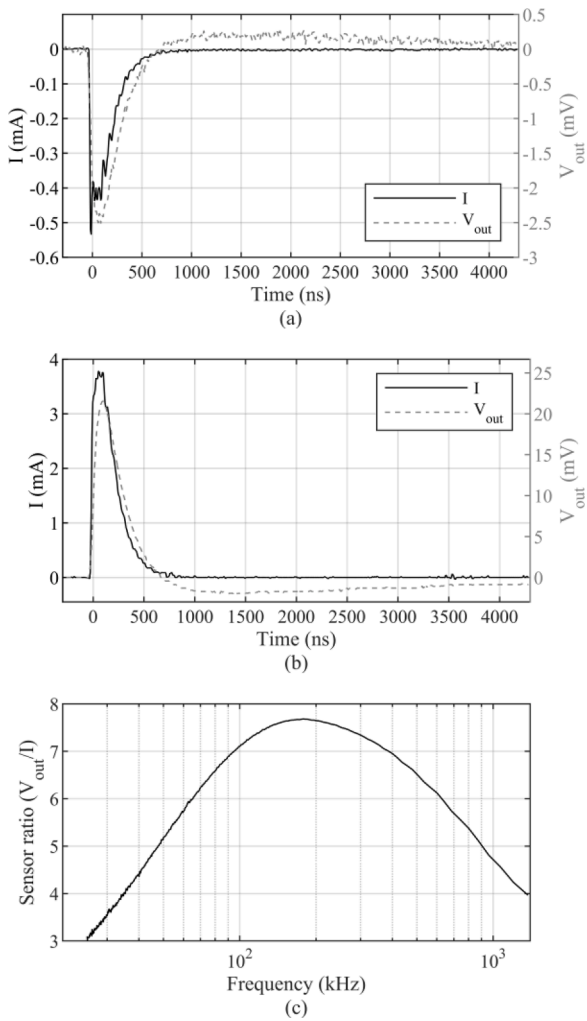 0.5
0
-0.1
-0.2
-0.3
-0.4
-0.5
-0.6
0
-0.5
-1
-1.5
-2
-2.5
-3
I (mA)
V_out (mV)
I
V_out
0 500 1000 1500 2000 2500 3000 3500 4000
Time (ns)
(a)
4
3
2
1
0
25
20
15
10
5
0
I (mA)
V_out (mV)
I
V_out
0 500 1000 1500 2000 2500 3000 3500 4000
Time (ns)
(b)
8
7
6
5
4
3
Sensor ratio (V_out/I)
10^2 10^3
Frequency (kHz)
(c)